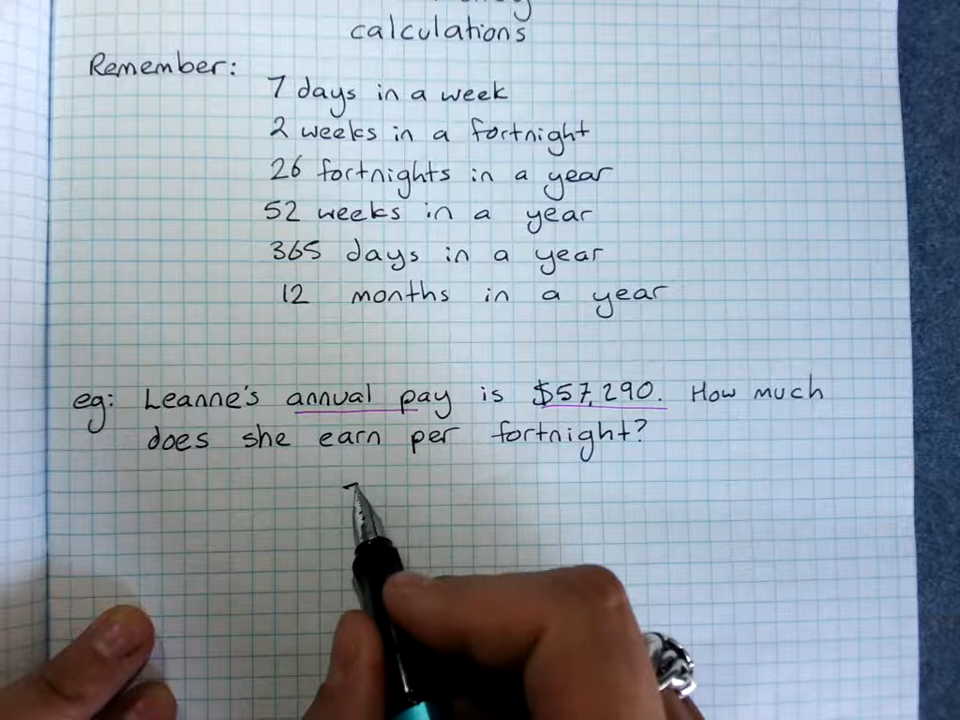 calculations
Remember:
7 days in a week
2 weeks in a fortnight
26 fortnights in a year
52 weeks in a year
365 days in a year
12 months in a year
eg: Leanne's annual pay is $57,290. How much
does she earn per fortnight?